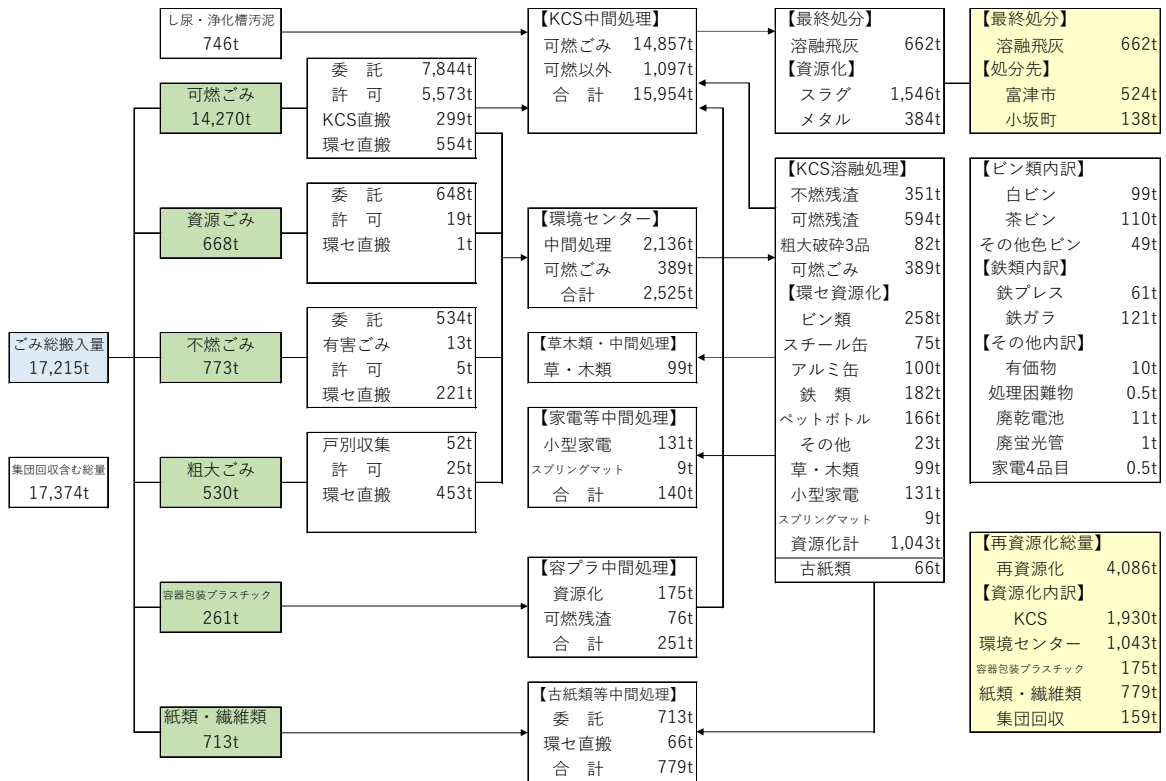 し尿・浄化槽汚泥
746t
可燃ごみ
14,270t
委　託 7,844t
許　可 5,573t
KCS直搬 299t
環セ直搬 554t
資源ごみ
668t
委　託 648t
許　可 19t
環セ直搬 1t
ごみ総搬入量
17,215t
不燃ごみ
773t
委　託 534t
有害ごみ 13t
許　可 5t
環セ直搬 221t
集団回収含む総量
17,374t
粗大ごみ
530t
戸別収集 52t
許　可 25t
環セ直搬 453t
容器包装プラスチック
261t
紙類・繊維類
713t
【KCS中間処理】
可燃ごみ 14,857t
可燃以外 1,097t
合　計 15,954t
【環境センター】
中間処理 2,136t
可燃ごみ 389t
合計 2,525t
【草木類・中間処理】
草・木類 99t
【家電等中間処理】
小型家電 131t
スプリングマット 9t
合　計 140t
【容プラ中間処理】
資源化 175t
可燃残渣 76t
合　計 251t
【古紙類等中間処理】
委　託 713t
環セ直搬 66t
合　計 779t
【最終処分】
溶融飛灰 662t
【資源化】
スラグ 1,546t
メタル 384t
【KCS溶融処理】
不燃残渣 351t
可燃残渣 594t
粗大破砕3品 82t
可燃ごみ 389t
【環セ資源化】
ビン類 258t
スチール缶 75t
アルミ缶 100t
鉄　類 182t
ペットボトル 166t
その他 23t
草・木類 99t
小型家電 131t
スプリングマット 9t
資源化計 1,043t
古紙類 66t
【最終処分】
溶融飛灰 662t
【処分先】
富津市 524t
小坂町 138t
【ビン類内訳】
白ビン 99t
茶ビン 110t
その他色ビン 49t
【鉄類内訳】
鉄プレス 61t
鉄ガラ 121t
【その他内訳】
有価物 10t
処理困難物 0.5t
廃乾電池 11t
廃蛍光管 1t
家電4品目 0.5t
【再資源化総量】
再資源化 4,086t
【資源化内訳】
KCS 1,930t
環境センター 1,043t
容器包装プラスチック 175t
紙類・繊維類 779t
集団回収 159t